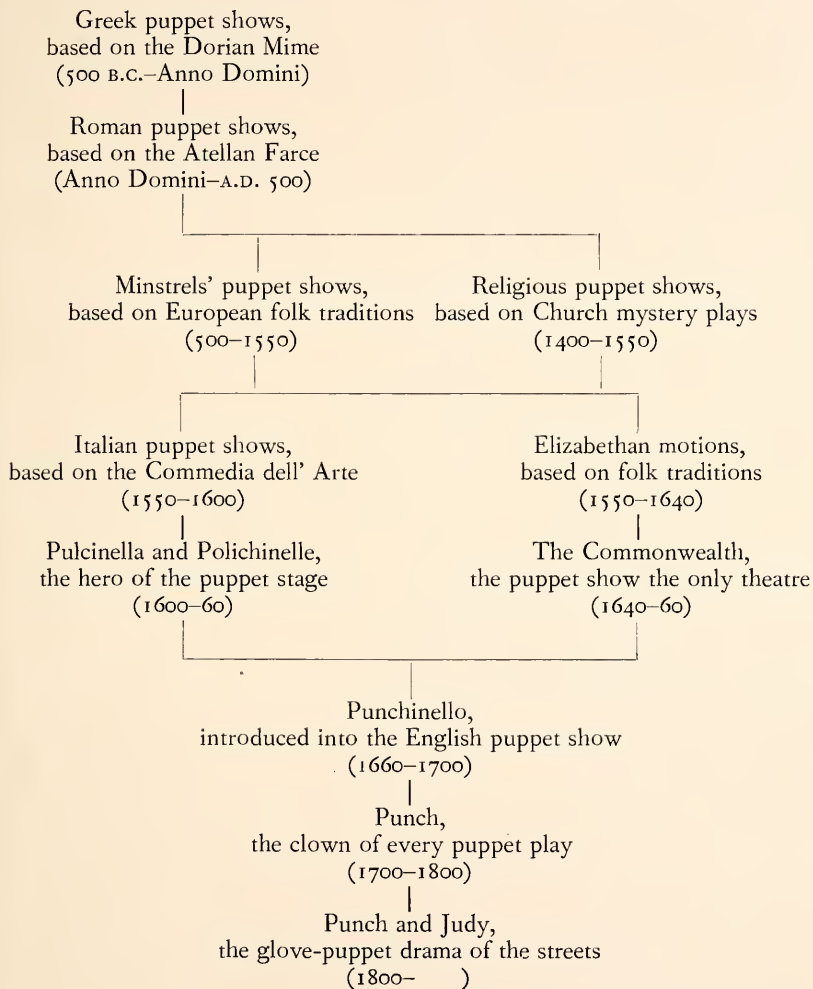 Greek puppet shows,
based on the Dorian Mime
(500 B.C.–Anno Domini)
Roman puppet shows,
based on the Atellan Farce
(Anno Domini–A.D. 500)
Minstrels’ puppet shows,
based on European folk traditions
(500–1550)
Religious puppet shows,
based on Church mystery plays
(1400–1550)
Italian puppet shows,
based on the Commedia dell’ Arte
(1550–1600)
Elizabethan motions,
based on folk traditions
(1550–1640)
Pulcinella and Polichinelle,
the hero of the puppet stage
(1600–60)
The Commonwealth,
the puppet show the only theatre
(1640–60)
Punchinello,
introduced into the English puppet show
(1660–1700)
Punch,
the clown of every puppet play
(1700–1800)
Punch and Judy,
the glove-puppet drama of the streets
(1800– )